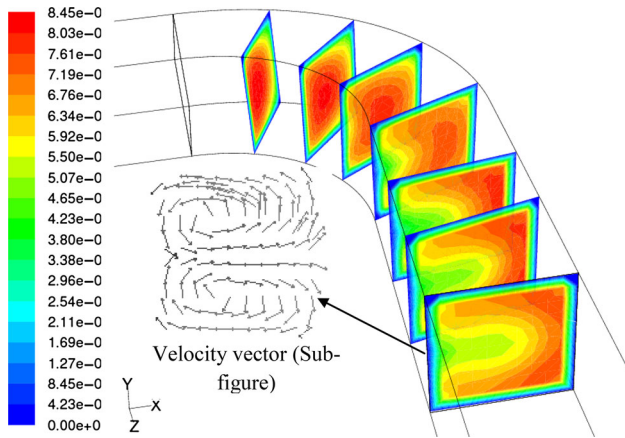 8.45e-0
8.03e-0
7.61e-0
7.19e-0
6.76e-0
6.34e-0
5.92e-0
5.50e-0
5.07e-0
4.65e-0
4.23e-0
3.80e-0
3.38e-0
2.96e-0
2.54e-0
2.11e-0
1.69e-0
1.27e-0
8.45e-0
4.23e-0
0.00e+0
Velocity vector (Sub-
figure)
Y
X
Z